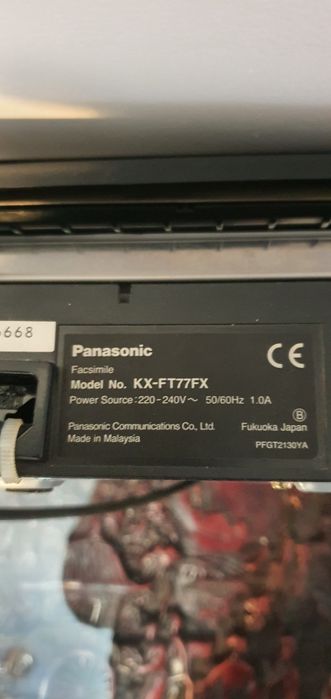 6668
Panasonic
CE
Facsimile
Model No. KX-FT77FX
Power Source:220-240V～ 50/60Hz 1.0A
Ⓑ
Panasonic Communications Co., Ltd. Fukuoka Japan
Made in Malaysia PFGT2130YA